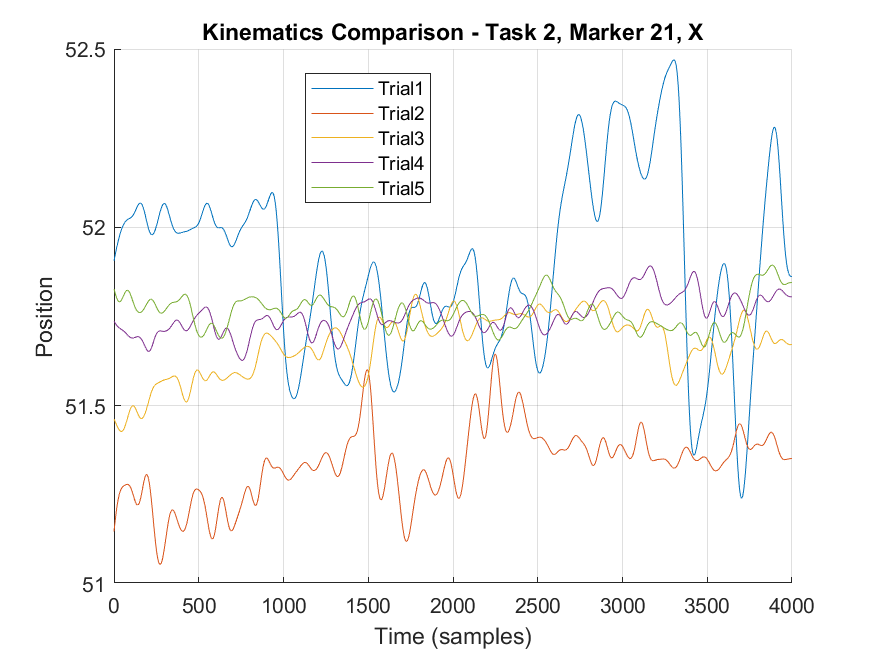 Kinematics Comparison - Task 2, Marker 21, X
52.5
52
51.5
51
Position
Trial1
Trial2
Trial3
Trial4
Trial5
0 500 1000 1500 2000 2500 3000 3500 4000
Time (samples)